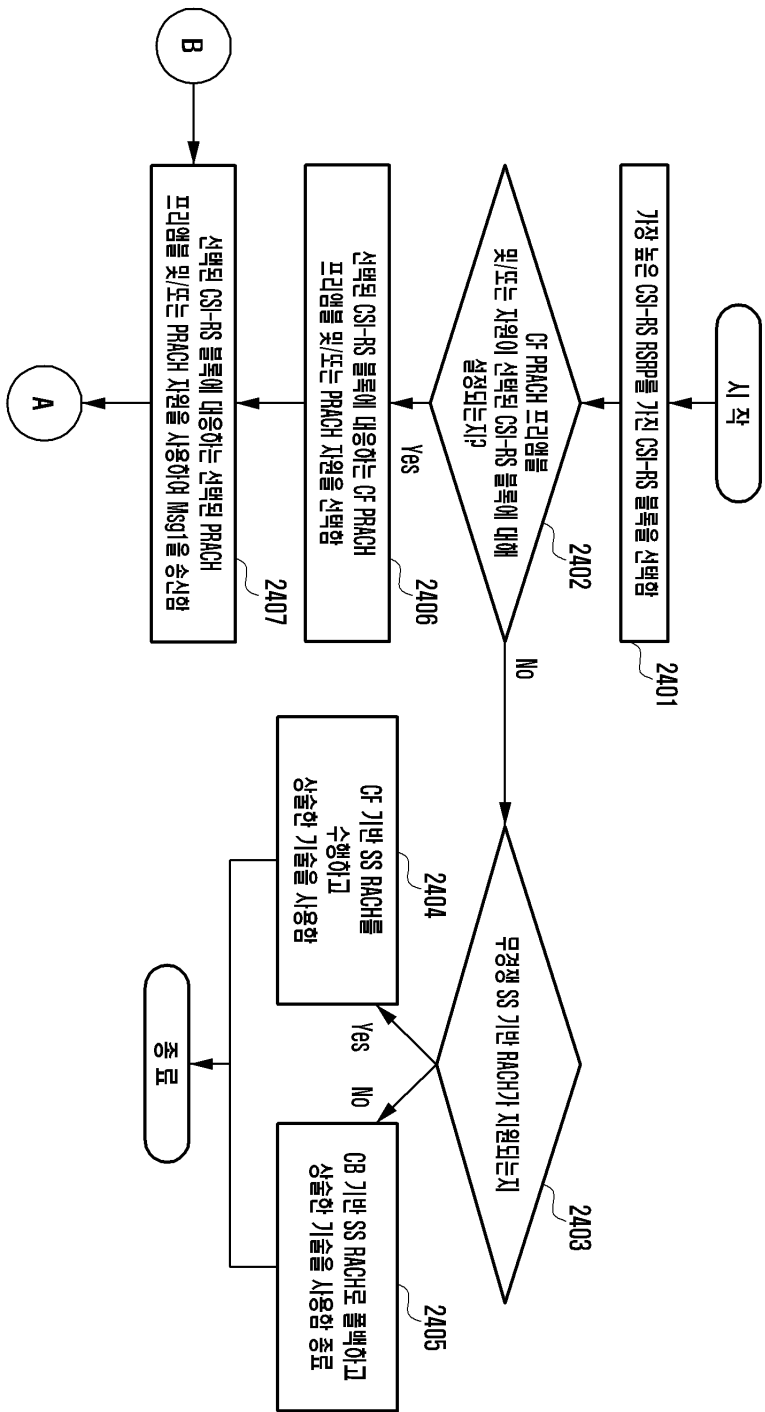 시작
가장 높은 CSI-RS RSRP를 가진 CSI-RS 블록을 선택함
2401
CF PRACH 프리앰블
및/또는 자원이 선택된 CSI-RS 블록에 대해
설정되는지?
2402
No
Yes
무경쟁 SS 기반 RACH가 지원되는지
2403
선택된 CSI-RS 블록에 대응하는 CF PRACH
프리앰블 및/또는 PRACH 자원을 선택함
2406
Yes
No
CF 기반 SS RACH를
수행하고
상술한 기술을 사용함
2404
CB 기반 SS RACH로 폴백하고
상술한 기술을 사용함 종료
2405
B
선택된 CSI-RS 블록에 대응하는 선택된 PRACH
프리앰블 및/또는 PRACH 자원을 사용하여 Msg1을 송신함
2407
종료
A